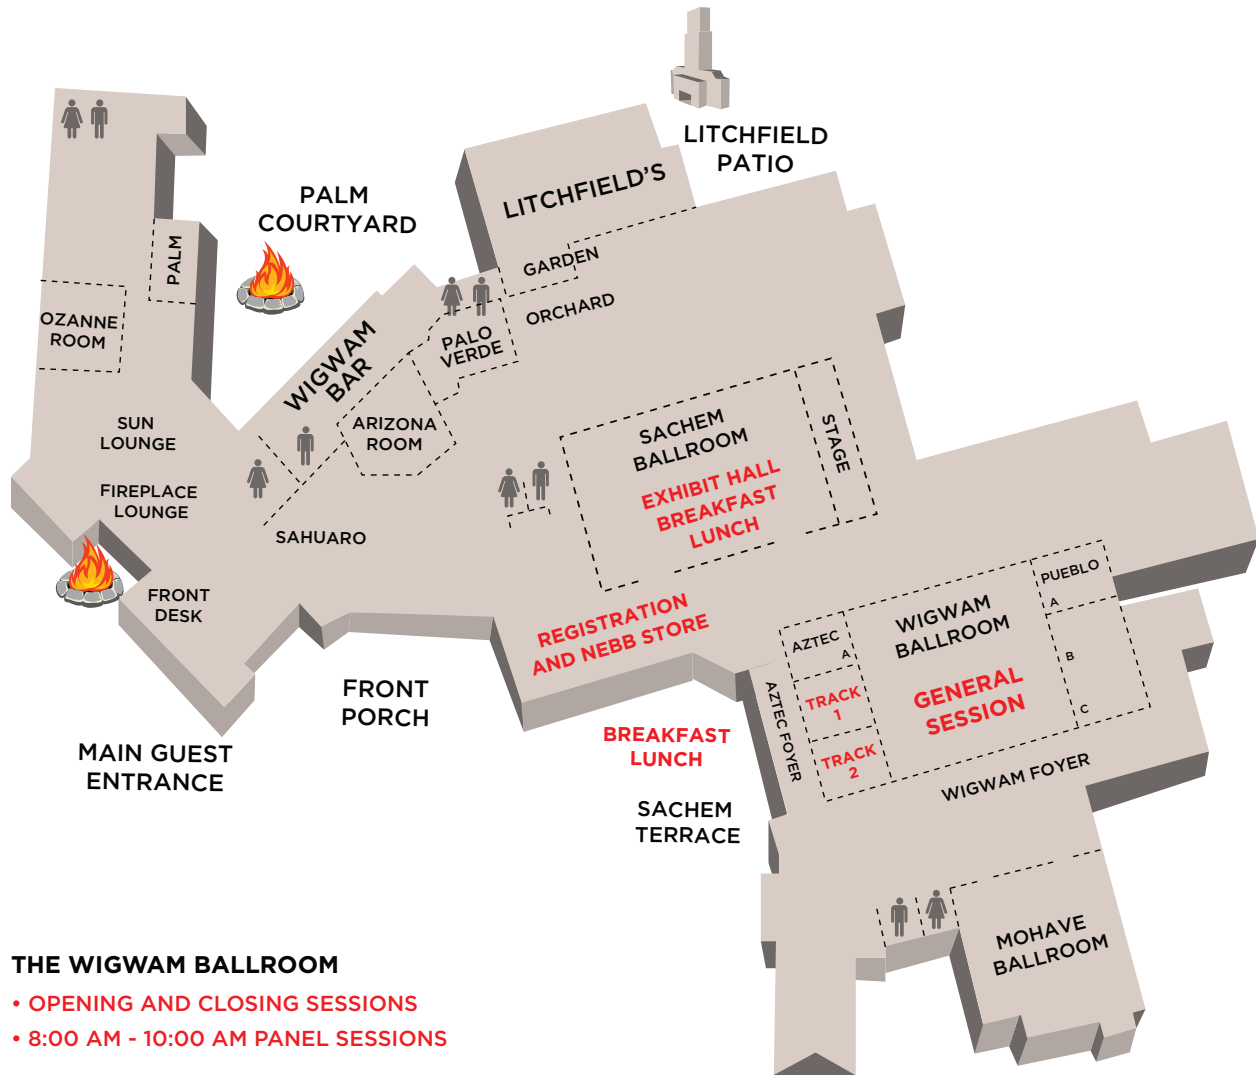 LITCHFIELD
PATIO
PALM
COURTYARD
LITCHFIELD'S
PALM
GARDEN
ORCHARD
OZANNE
ROOM
PALO
VERDE
WIGWAM
BAR
ARIZONA
ROOM
SUN
LOUNGE
SACHEM
BALLROOM
STAGE
EXHIBIT HALL
BREAKFAST
LUNCH
FIREPLACE
LOUNGE
SAHUARO
FRONT
DESK
REGISTRATION
AND NEBB STORE
PUEBLO
A
B
C
WIGWAM
BALLROOM
GENERAL
SESSION
AZTEC
A
TRACK
1
TRACK
2
AZTEC FOYER
WIGWAM FOYER
FRONT
PORCH
BREAKFAST
LUNCH
MAIN GUEST
ENTRANCE
SACHEM
TERRACE
MOHAVE
BALLROOM
THE WIGWAM BALLROOM
• OPENING AND CLOSING SESSIONS
• 8:00 AM - 10:00 AM PANEL SESSIONS